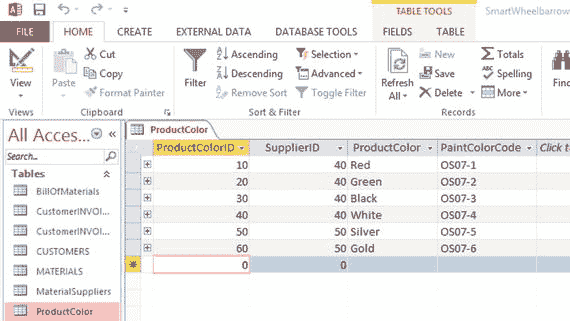 TABLE TOOLS
SmartWheelbarrow
FILE HOME CREATE EXTERNAL DATA DATABASE TOOLS FIELDS TABLE
View
Paste
Cut
Copy
Format Painter
Filter
Ascending
Descending
Remove Sort
Selection
Advanced
Toggle Filter
Refresh All
New
Save
Delete
Totals
Spelling
More
Find
Views Clipboard Sort & Filter Records
All Acces...
Search...
Tables
BillOfMaterials
CustomerINVOI...
CustomerINVOI...
CUSTOMERS
MATERIALS
MaterialSuppliers
ProductColor
ProductColor
ProductColorID SupplierID ProductColor PaintColorCode Click to
10 40 Red OS07-1
20 40 Green OS07-2
30 40 Black OS07-3
40 40 White OS07-4
50 50 Silver OS07-5
60 50 Gold OS07-6
0 0